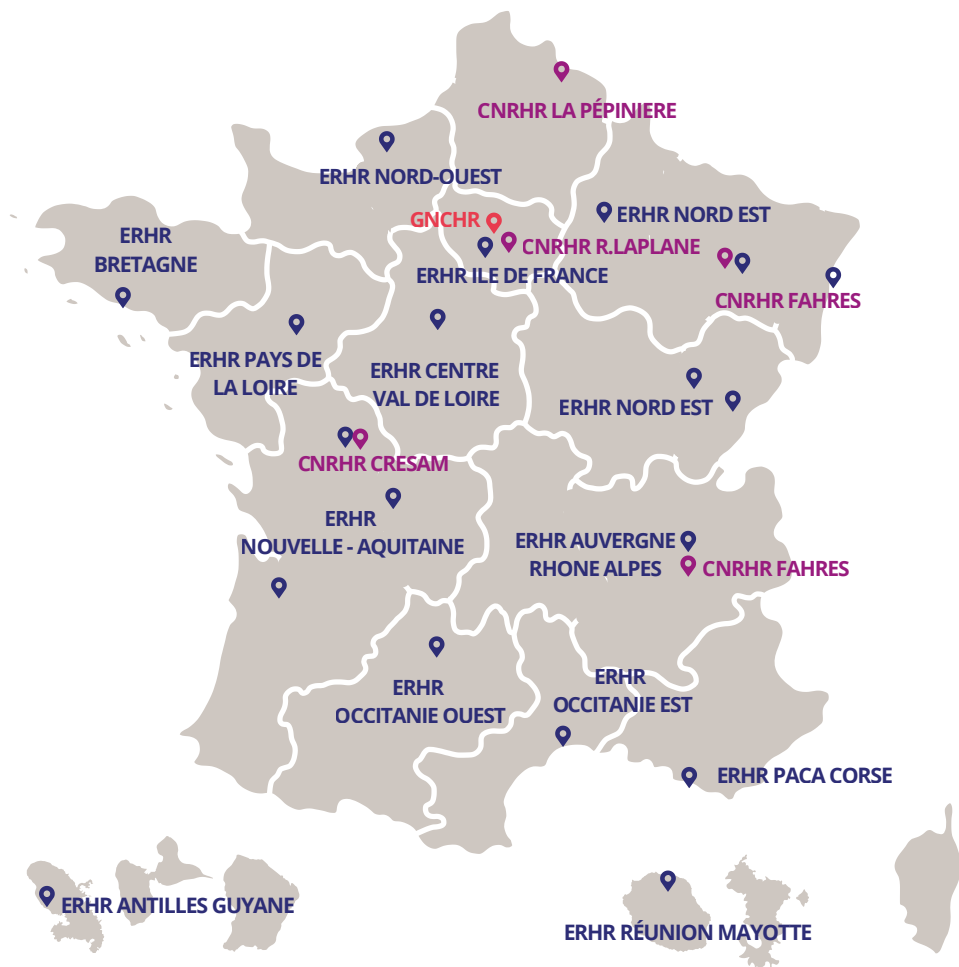 CNRHR LA PÉPINIERE
ERHR NORD-OUEST
GNCHR
ERHR NORD EST
ERHR
BRETAGNE
CNRHR R.LAPLANE
ERHR ILE DE FRANCE
CNRHR FAHRES
ERHR PAYS DE
LA LOIRE
ERHR CENTRE
VAL DE LOIRE
ERHR NORD EST
CNRHR CRESAM
ERHR
NOUVELLE - AQUITAINE
ERHR AUVERGNE
RHONE ALPES
CNRHR FAHRES
ERHR
OCCITANIE OUEST
ERHR
OCCITANIE EST
ERHR PACA CORSE
ERHR ANTILLES GUYANE
ERHR RÉUNION MAYOTTE